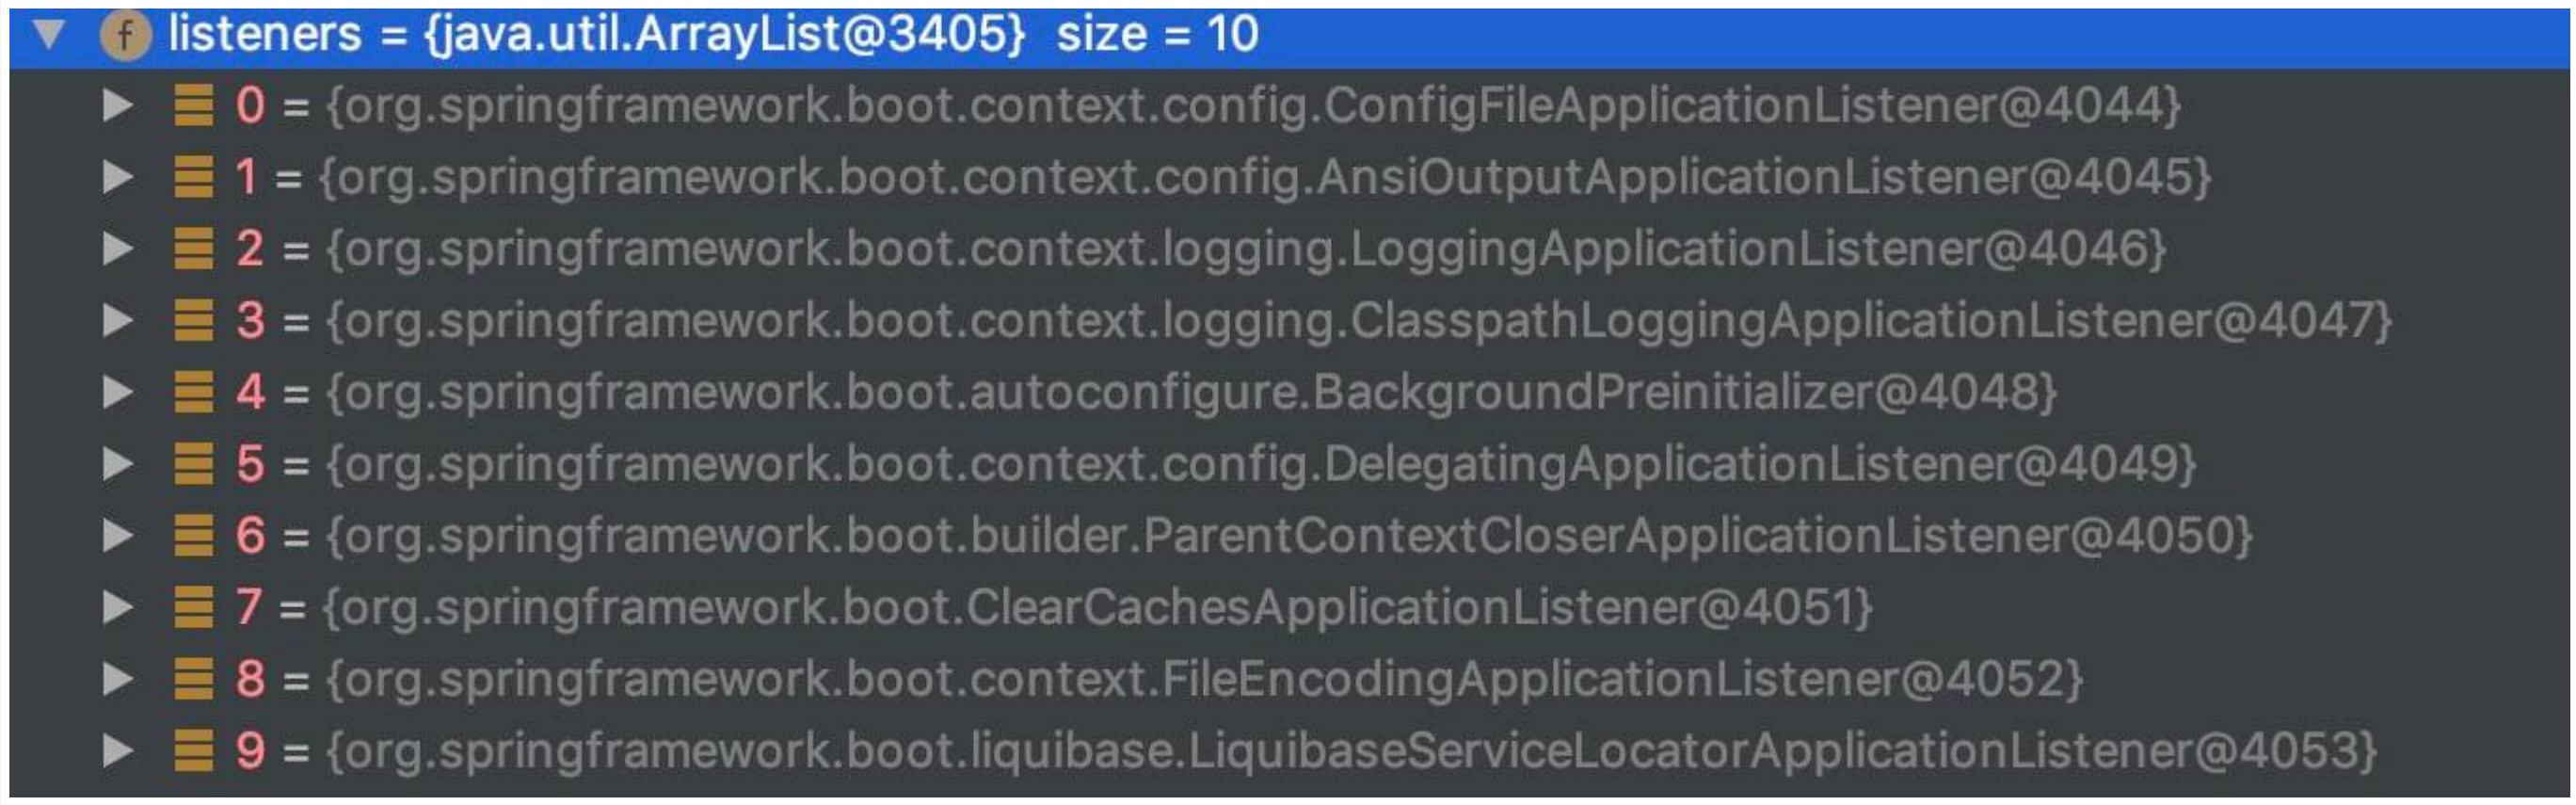 f listeners = {java.util.ArrayList@3405} size = 10
0 = {org.springframework.boot.context.config.ConfigFileApplicationListener@4044}
1 = {org.springframework.boot.context.config.AnsiOutputApplicationListener@4045}
2 = {org.springframework.boot.context.logging.LoggingApplicationListener@4046}
3 = {org.springframework.boot.context.logging.ClasspathLoggingApplicationListener@4047}
4 = {org.springframework.boot.autoconfigure.BackgroundPreinitializer@4048}
5 = {org.springframework.boot.context.config.DelegatingApplicationListener@4049}
6 = {org.springframework.boot.builder.ParentContextCloserApplicationListener@4050}
7 = {org.springframework.boot.ClearCachesApplicationListener@4051}
8 = {org.springframework.boot.context.FileEncodingApplicationListener@4052}
9 = {org.springframework.boot.liquibase.LiquibaseServiceLocatorApplicationListener@4053}